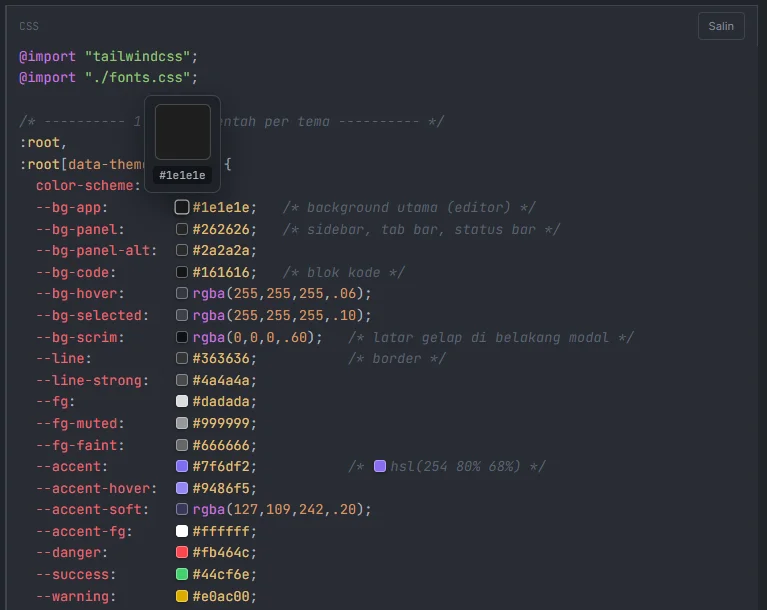 CSS
Salin
@import "tailwindcss";
@import "./fonts.css";
/* ---------- 1 entah per tema ---------- */
:root,
:root[data-them {
#1e1e1e
color-scheme:
--bg-app: #1e1e1e; /* background utama (editor) */
--bg-panel: #262626; /* sidebar, tab bar, status bar */
--bg-panel-alt: #2a2a2a;
--bg-code: #161616; /* blok kode */
--bg-hover: rgba(255,255,255,.06);
--bg-selected: rgba(255,255,255,.10);
--bg-scrim: rgba(0,0,0,.60); /* latar gelap di belakang modal */
--line: #363636; /* border */
--line-strong: #4a4a4a;
--fg: #dadada;
--fg-muted: #999999;
--fg-faint: #666666;
--accent: #7f6df2; /* hsl(254 80% 68%) */
--accent-hover: #9486f5;
--accent-soft: rgba(127,109,242,.20);
--accent-fg: #ffffff;
--danger: #fb464c;
--success: #44cf6e;
--warning: #e0ac00;